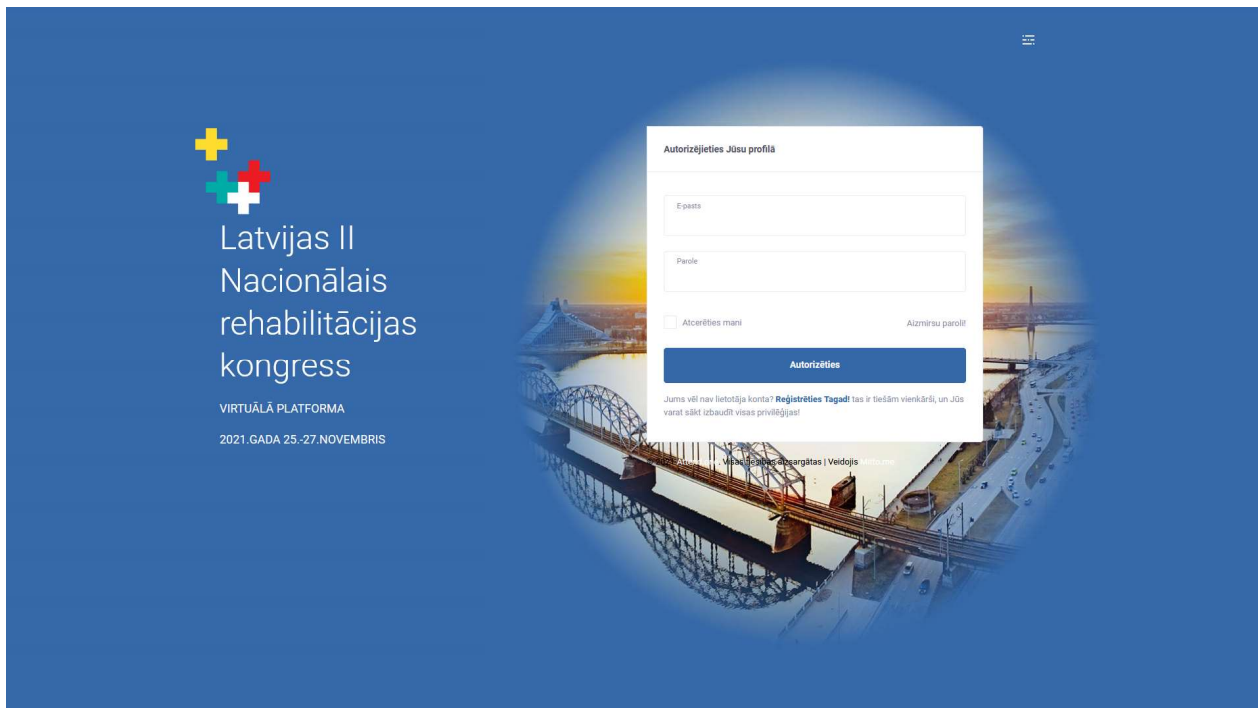 Latvijas II
Nacionālais
rehabilitācijas
kongress
VIRTUĀLĀ PLATFORMA
2021.GADA 25.-27.NOVEMBRIS
Autorizējieties Jūsu profilā
E-pasts
Parole
Atcerēties mani
Aizmirsu paroli!
Autorizēties
Jums vēl nav lietotāja konta? Reģistrēties Tagad! tas ir tiešām vienkārši, un Jūs
varat sākt izbaudīt visas privilēģijas!
. Visas tiesības aizsargātas | Veidojis